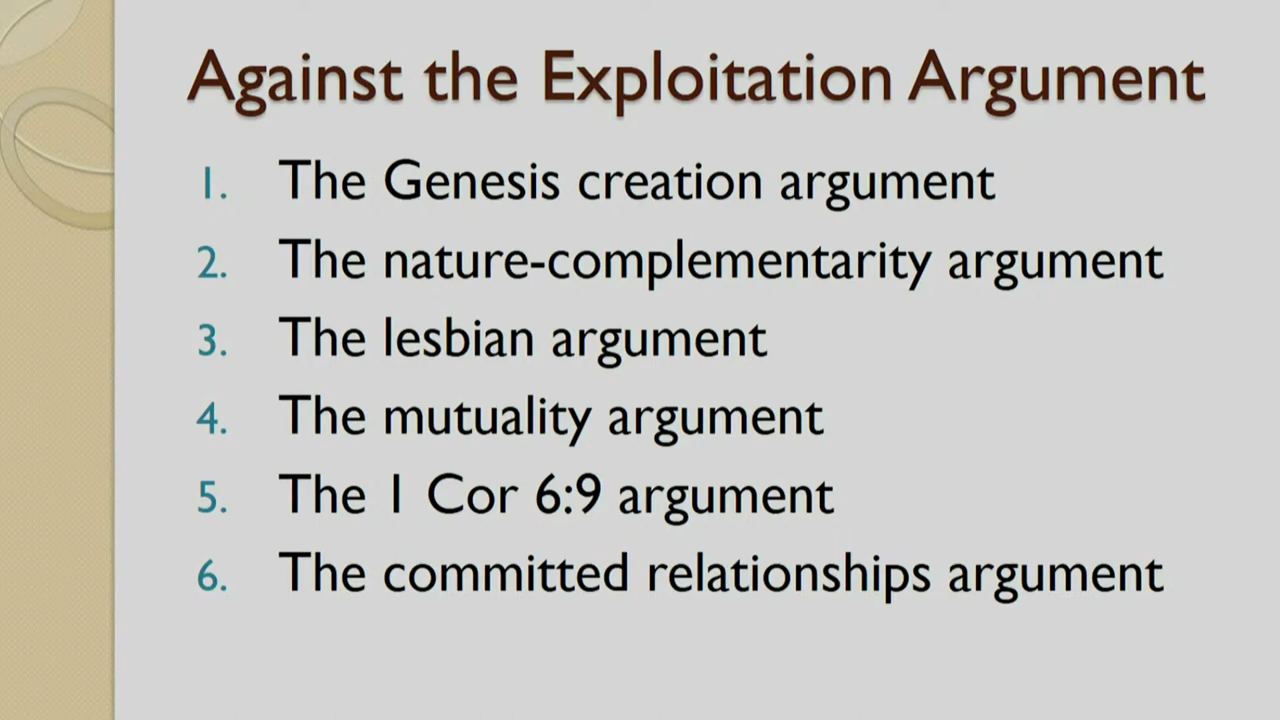 Against the Exploitation Argument
1. The Genesis creation argument
2. The nature-complementarity argument
3. The lesbian argument
4. The mutuality argument
5. The 1 Cor 6:9 argument
6. The committed relationships argument